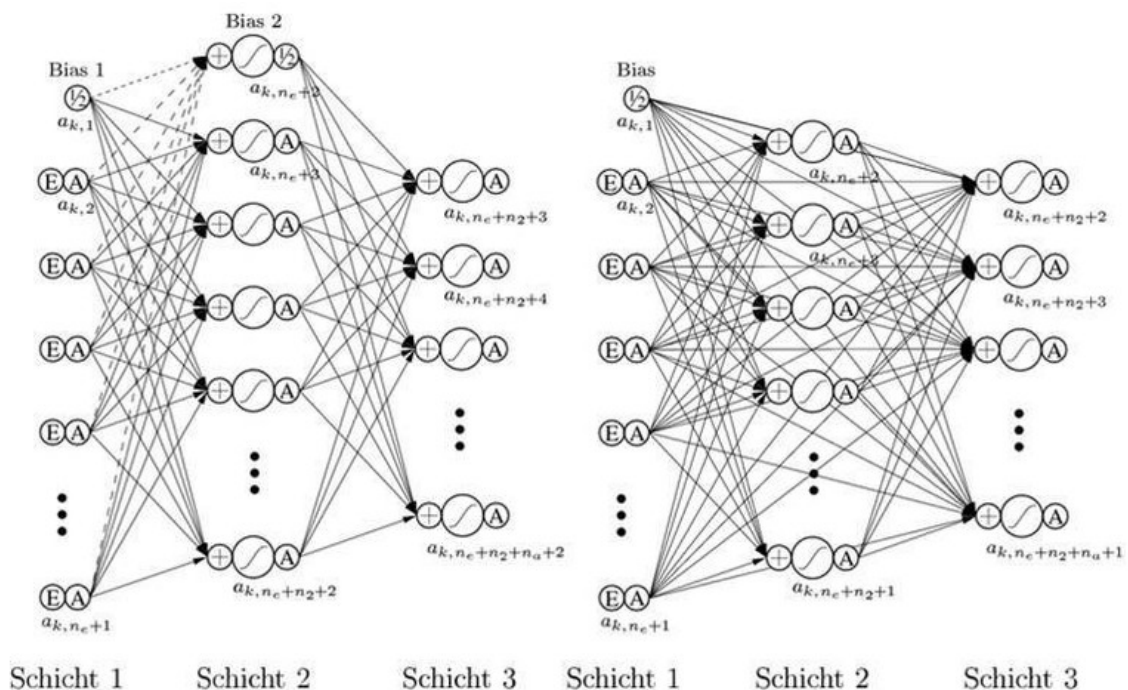 Bias 2
+ ½
Bias 1
a_{k,n_e+2}
½
a_{k,1}
+ A
a_{k,n_e+3}
E A
a_{k,2}
+ A
a_{k,n_e+n_2+3}
+ A
E A
+ A
a_{k,n_e+n_2+4}
+ A
E A
+ A
+ A
E A
+ A
a_{k,n_e+n_2+n_a+2}
+ A
a_{k,n_e+n_2+2}
E A
a_{k,n_e+1}
Schicht 1 Schicht 2 Schicht 3
Bias
½
a_{k,1}
+ A
a_{k,n_e+2}
E A
a_{k,2}
+ A
a_{k,n_e+n_2+2}
+ A
a_{k,n_e+3}
E A
+ A
a_{k,n_e+n_2+3}
+ A
E A
+ A
+ A
E A
+ A
a_{k,n_e+n_2+n_a+1}
+ A
a_{k,n_e+n_2+1}
E A
a_{k,n_e+1}
Schicht 1 Schicht 2 Schicht 3